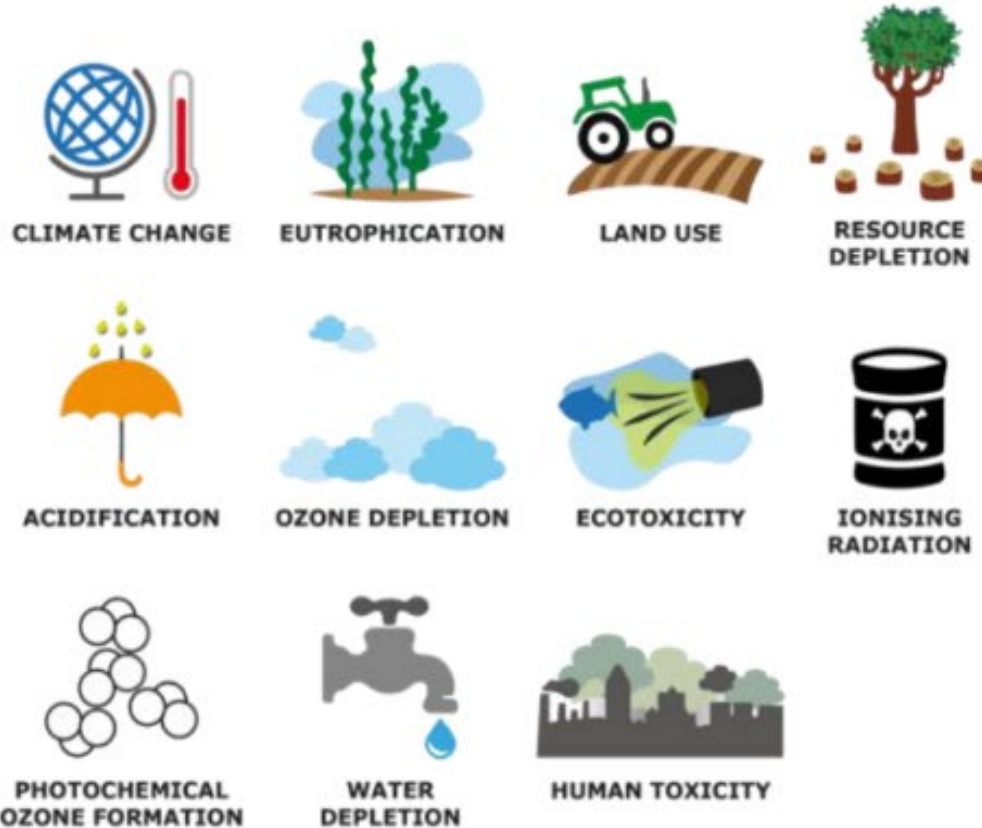 CLIMATE CHANGE
EUTROPHICATION
LAND USE
RESOURCE
DEPLETION
ACIDIFICATION
OZONE DEPLETION
ECOTOXICITY
IONISING
RADIATION
PHOTOCHEMICAL
OZONE FORMATION
WATER
DEPLETION
HUMAN TOXICITY